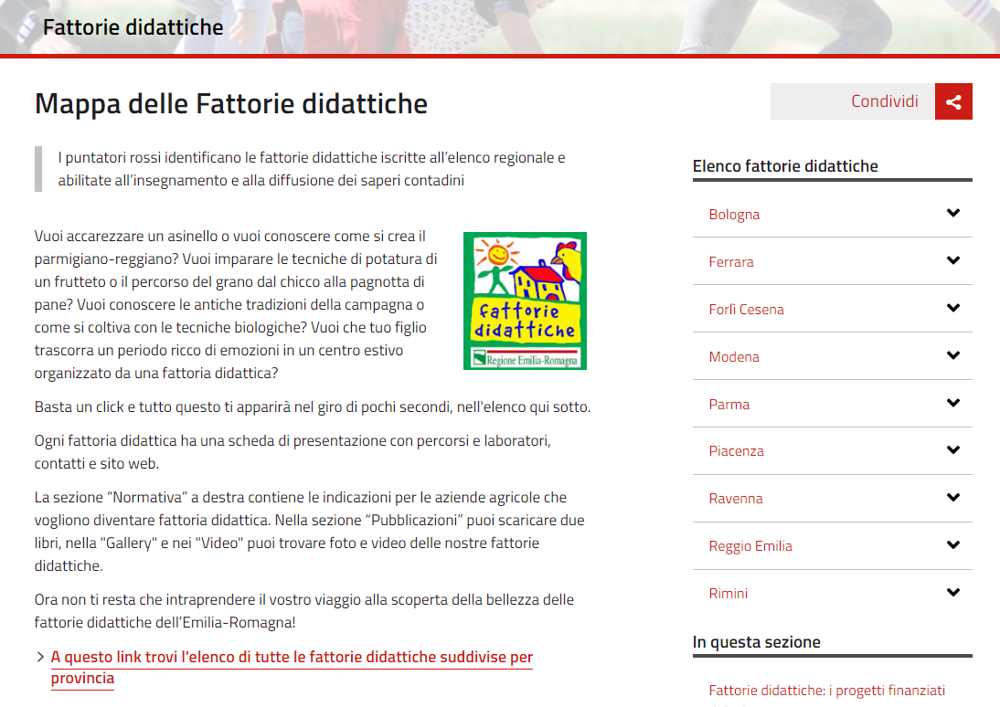 Fattorie didattiche
Mappa delle Fattorie didattiche
Condividi
I puntatori rossi identificano le fattorie didattiche iscritte all’elenco regionale e
abilitate all’insegnamento e alla diffusione dei saperi contadini
Vuoi accarezzare un asinello o vuoi conoscere come si crea il
parmigiano-reggiano? Vuoi imparare le tecniche di potatura di
un frutteto o il percorso del grano dal chicco alla pagnotta di
pane? Vuoi conoscere le antiche tradizioni della campagna o
come si coltiva con le tecniche biologiche? Vuoi che tuo figlio
trascorra un periodo ricco di emozioni in un centro estivo
organizzato da una fattoria didattica?
fattorie
didattiche
Regione Emilia-Romagna
Basta un click e tutto questo ti apparirà nel giro di pochi secondi, nell'elenco qui sotto.
Ogni fattoria didattica ha una scheda di presentazione con percorsi e laboratori,
contatti e sito web.
La sezione “Normativa” a destra contiene le indicazioni per le aziende agricole che
vogliono diventare fattoria didattica. Nella sezione “Pubblicazioni” puoi scaricare due
libri, nella "Gallery" e nei "Video" puoi trovare foto e video delle nostre fattorie
didattiche.
Ora non ti resta che intraprendere il vostro viaggio alla scoperta della bellezza delle
fattorie didattiche dell’Emilia-Romagna!
A questo link trovi l'elenco di tutte le fattorie didattiche suddivise per
provincia
Elenco fattorie didattiche
Bologna
Ferrara
Forlì Cesena
Modena
Parma
Piacenza
Ravenna
Reggio Emilia
Rimini
In questa sezione
Fattorie didattiche: i progetti finanziati